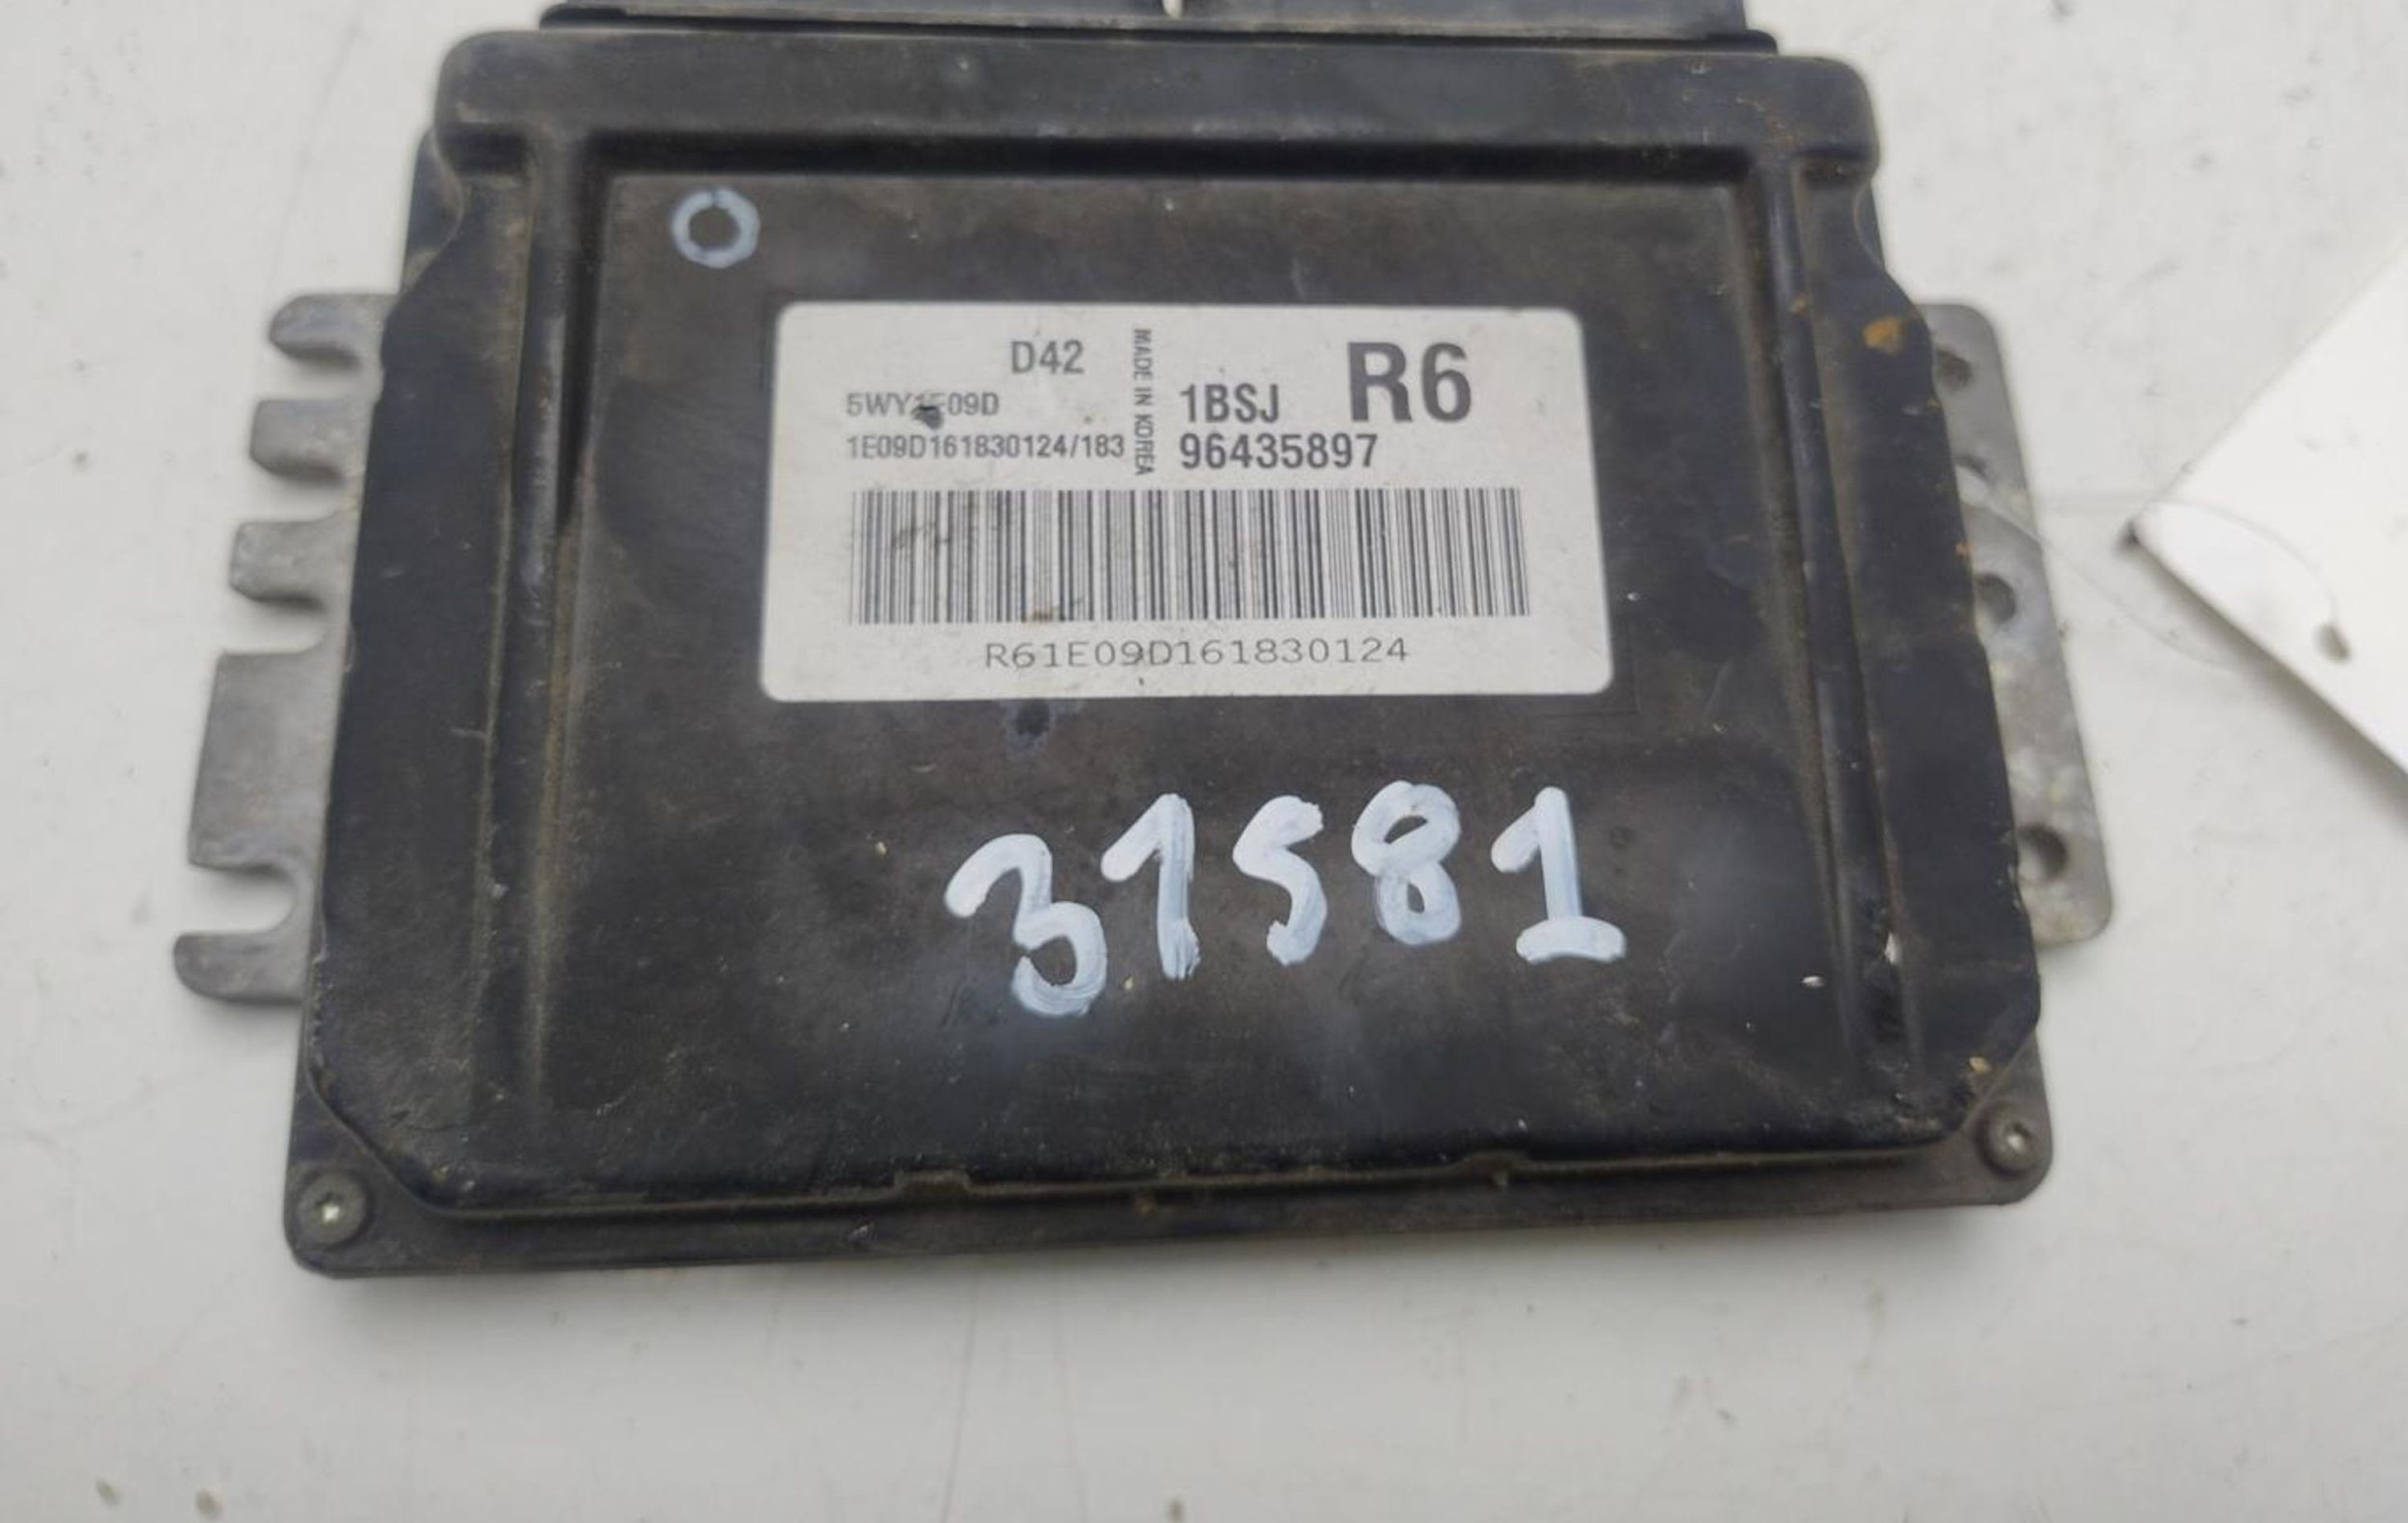 D42
5WY1E09D
1E09D161830124/183
MADE IN KOREA
1BSJ R6
96435897
R61E09D161830124
31581